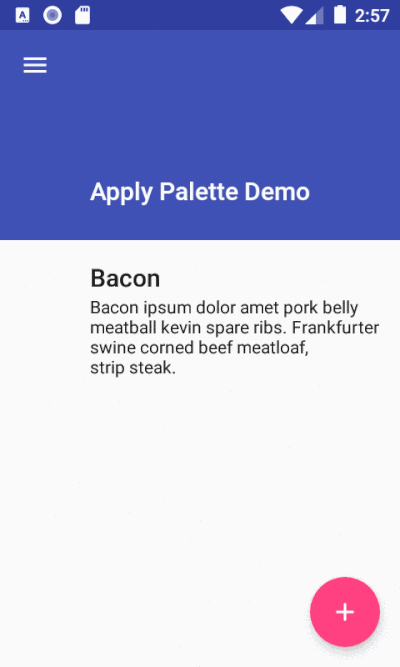 2:57
Apply Palette Demo
Bacon
Bacon ipsum dolor amet pork belly
meatball kevin spare ribs. Frankfurter
swine corned beef meatloaf,
strip steak.